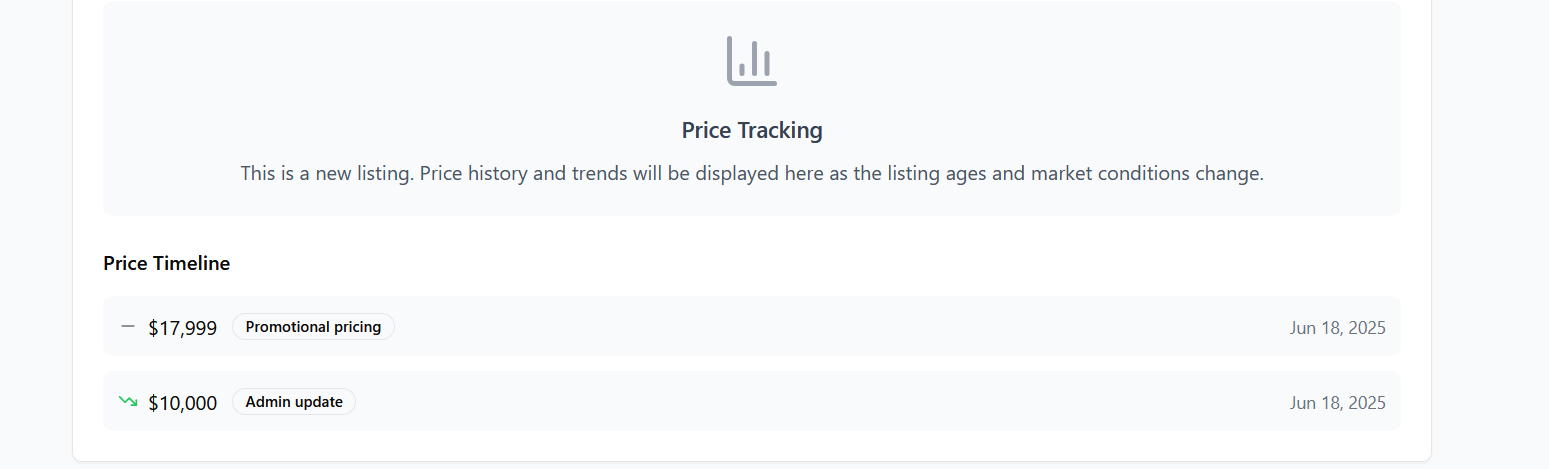 Price Tracking
This is a new listing. Price history and trends will be displayed here as the listing ages and market conditions change.
Price Timeline
$17,999 Promotional pricing Jun 18, 2025
$10,000 Admin update Jun 18, 2025